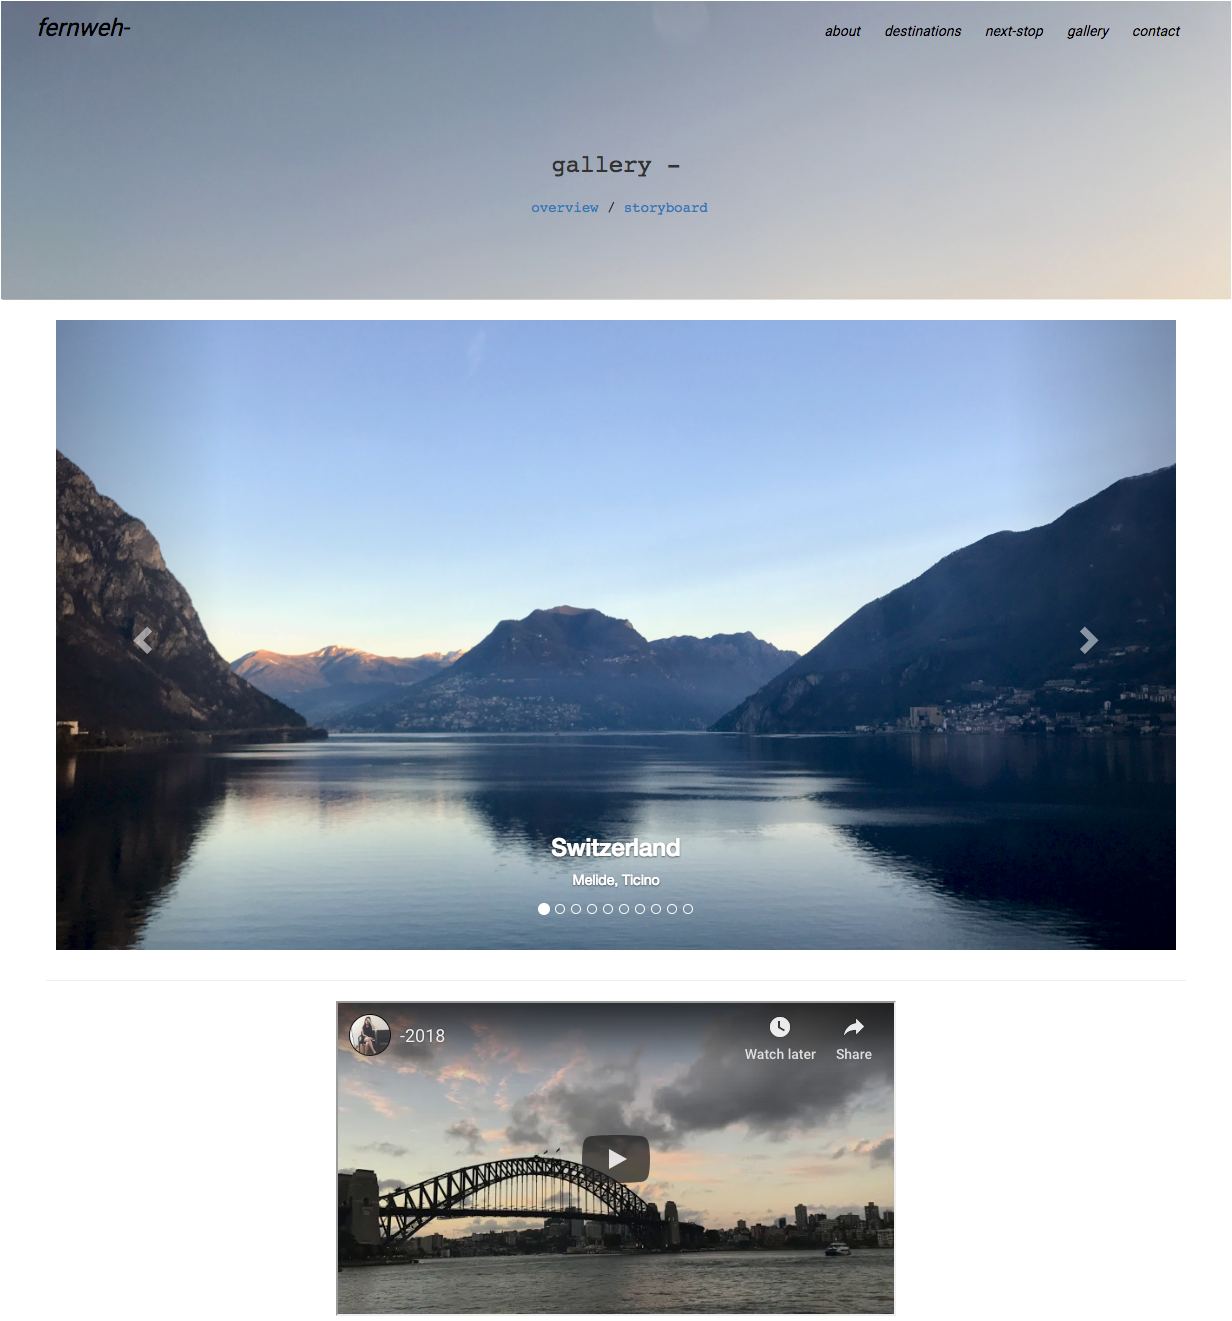 fernweh-
about destinations next-stop gallery contact
gallery -
overview / storyboard
Switzerland
Melide, Ticino
-2018
Watch later Share